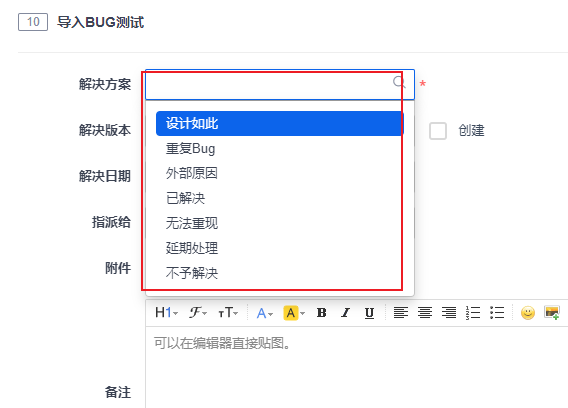 10 导入BUG测试
解决方案 *
设计如此
解决版本 创建
重复Bug
外部原因
解决日期
已解决
指派给
无法重现
延期处理
附件
不予解决
H1 ℱ тT A A B I U
可以在编辑器直接贴图。
备注